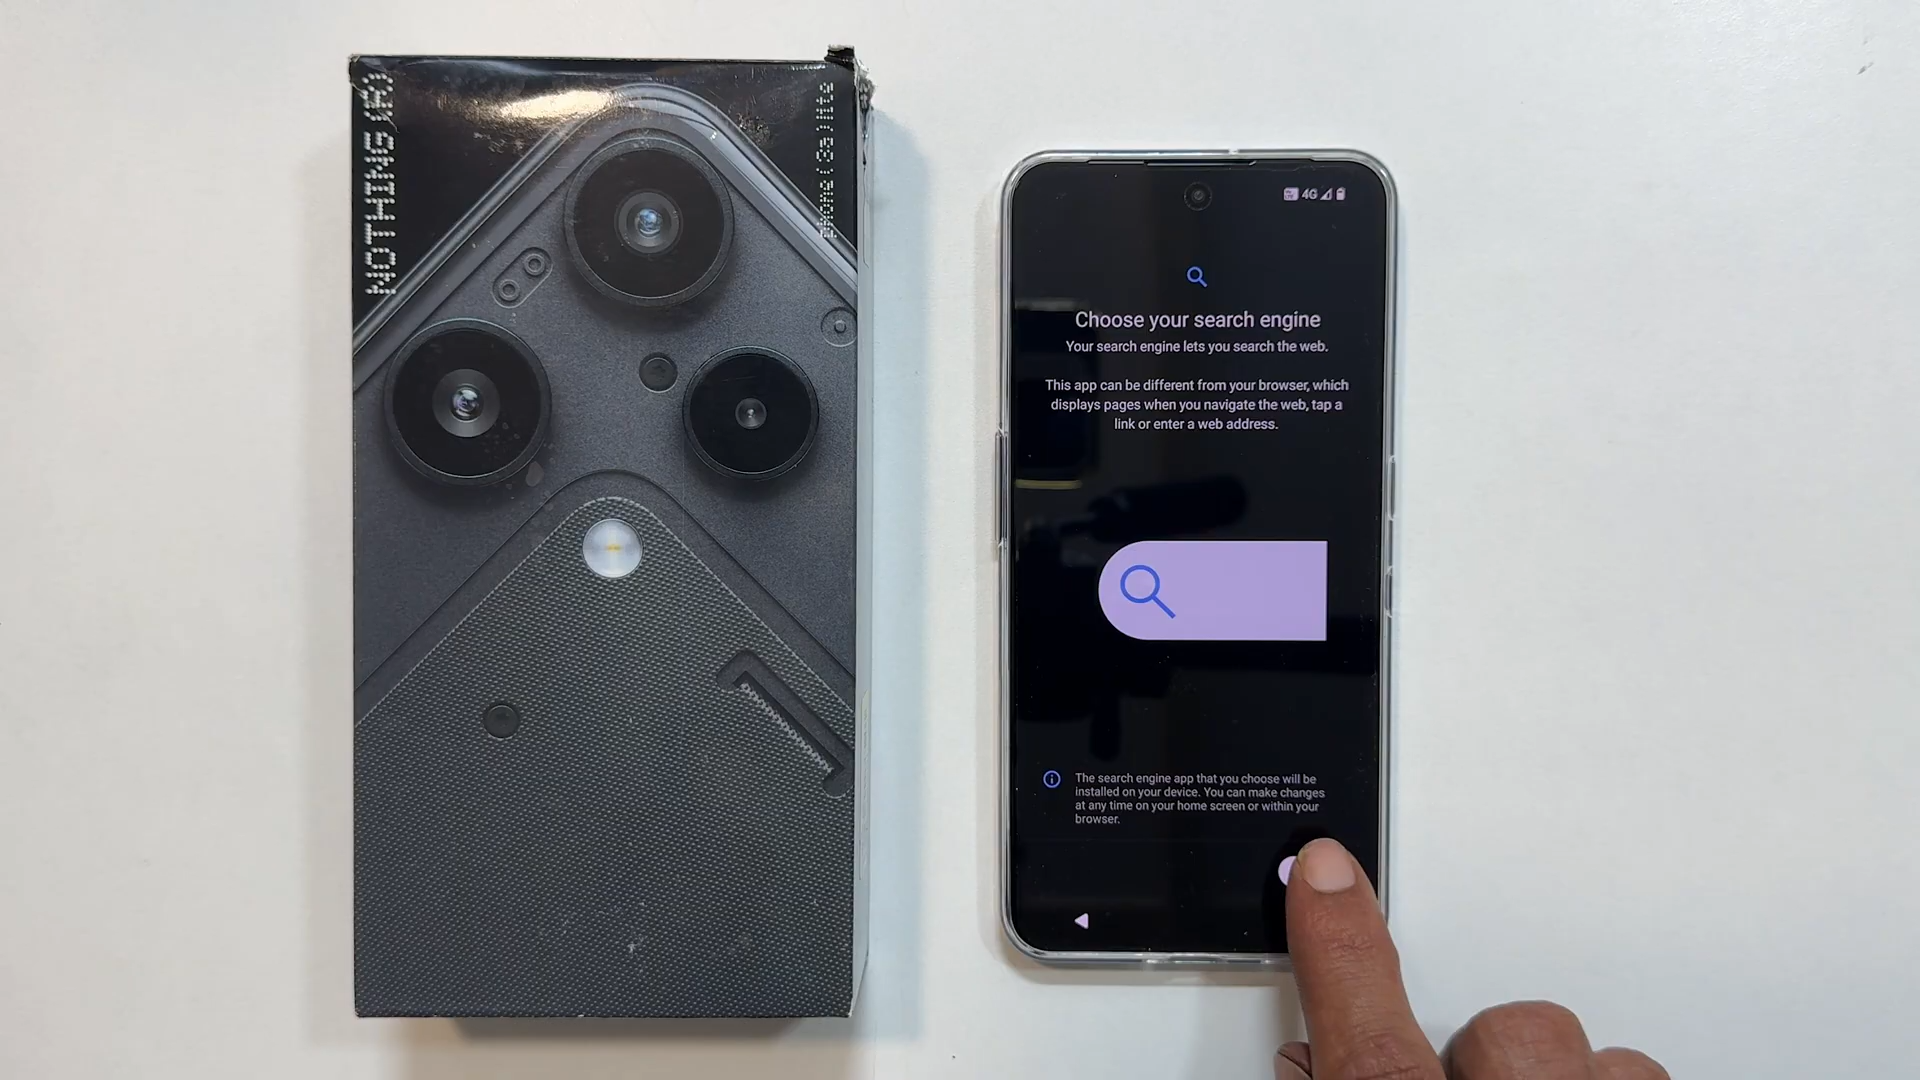 NOTHING (R)
phone (3a) lite
4G
Choose your search engine
Your search engine lets you search the web.
This app can be different from your browser, which
displays pages when you navigate the web, tap a
link or enter a web address.
The search engine app that you choose will be
installed on your device. You can make changes
at any time on your home screen or within your
browser.